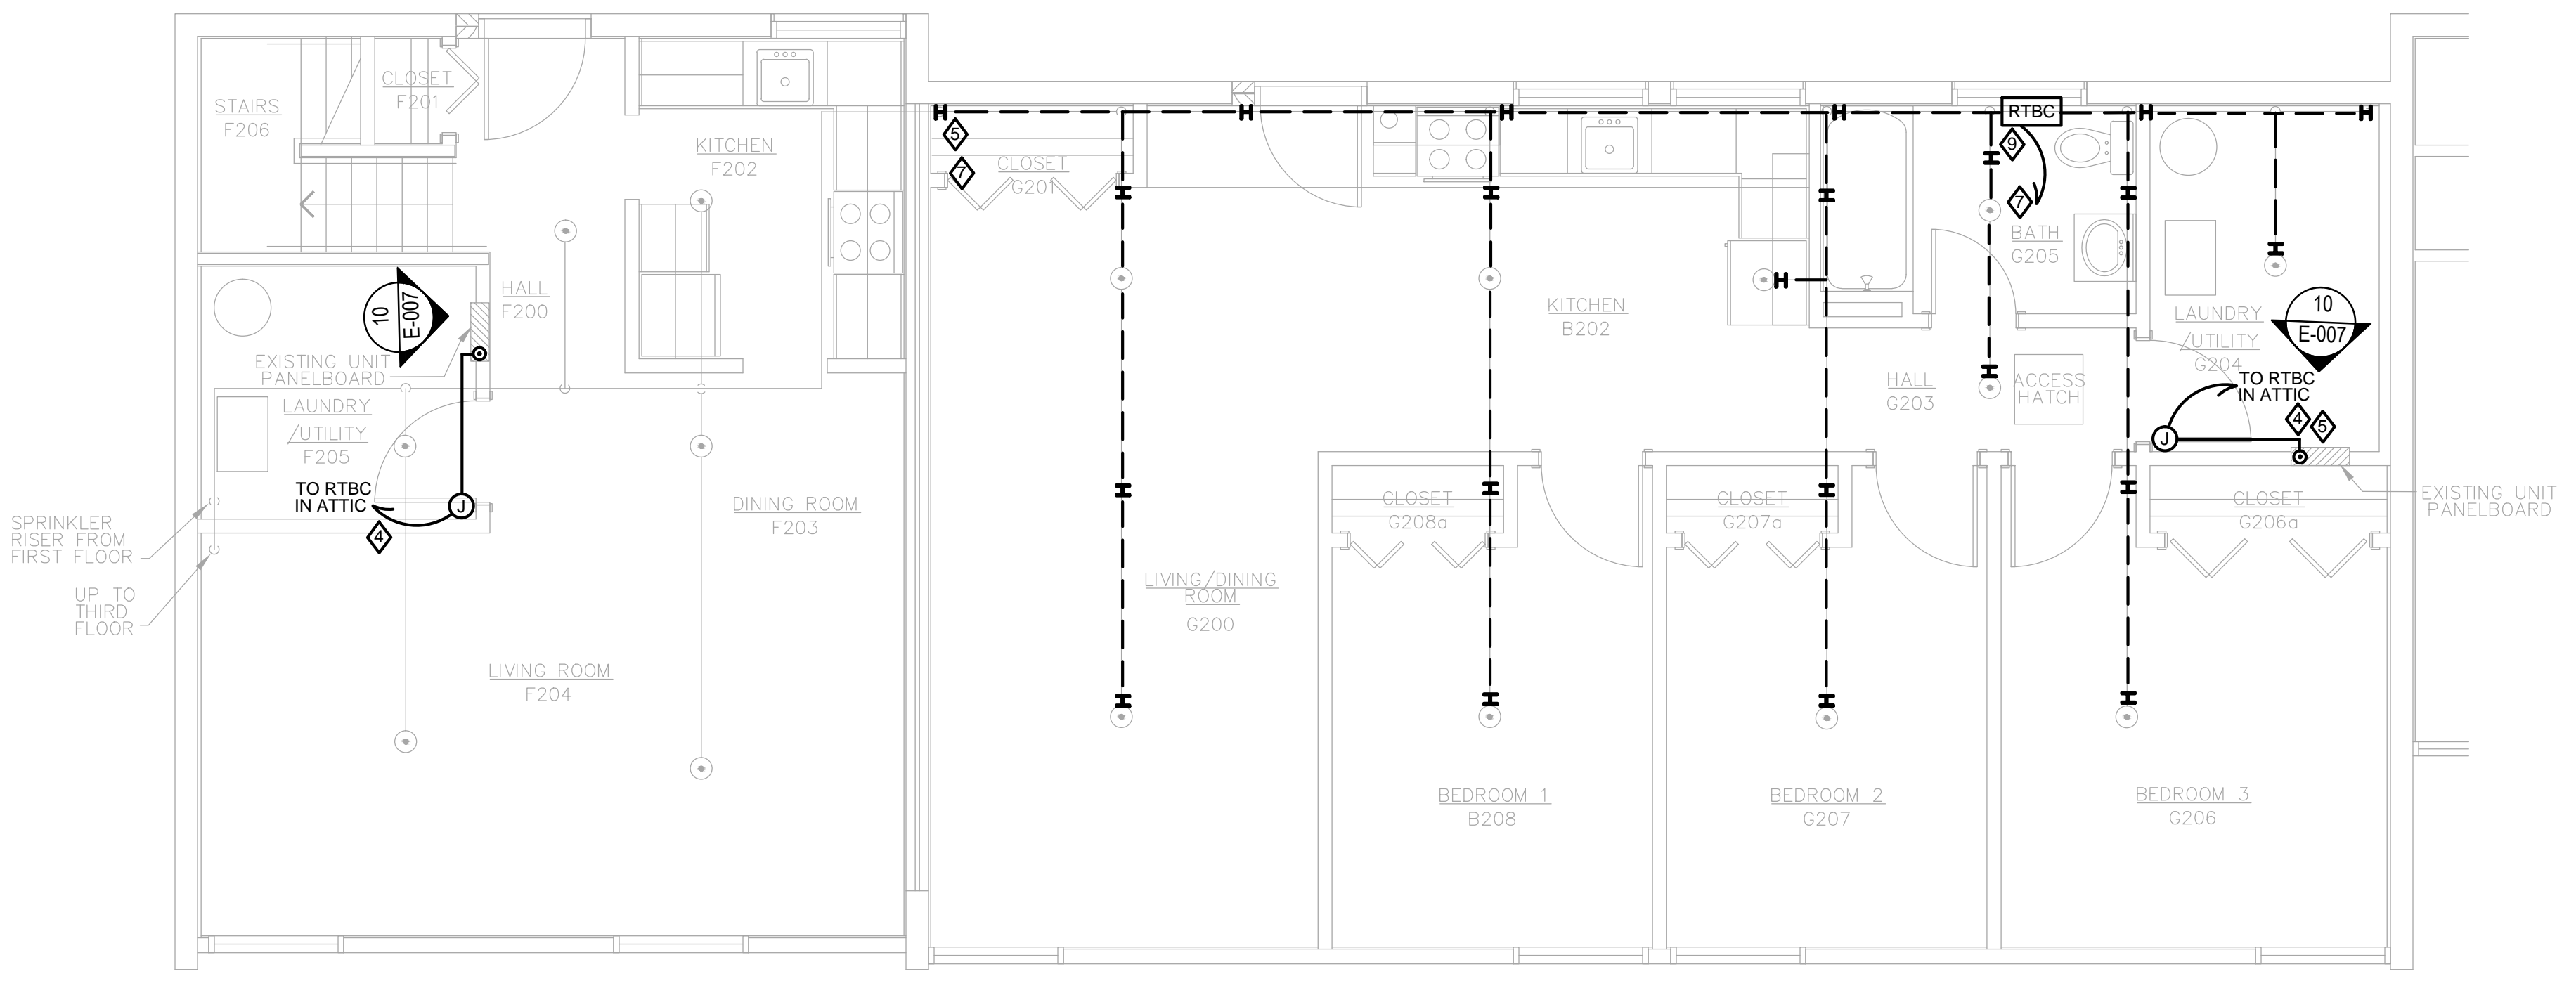 STAIRS
F206
CLOSET
F201
KITCHEN
F202
HALL
F200
10
E-007
EXISTING UNIT
PANELBOARD
LAUNDRY
/UTILITY
F205
TO RTBC
IN ATTIC
J
4
SPRINKLER
RISER FROM
FIRST FLOOR
UP TO
THIRD
FLOOR
DINING ROOM
F203
LIVING ROOM
F204
H
H
H
H
RTBC
H
H
5
7
CLOSET
G201
H
H
H
H
H
9
7
BATH
G205
H
H
H
KITCHEN
B202
LAUNDRY
/UTILITY
G204
10
E-007
HALL
G203
ACCESS
HATCH
TO RTBC
IN ATTIC
4
5
J
EXISTING UNIT
PANELBOARD
H
H
H
H
CLOSET
G208a
CLOSET
G207a
CLOSET
G206a
LIVING/DINING
ROOM
G200
H
H
H
H
BEDROOM 1
B208
BEDROOM 2
G207
BEDROOM 3
G206